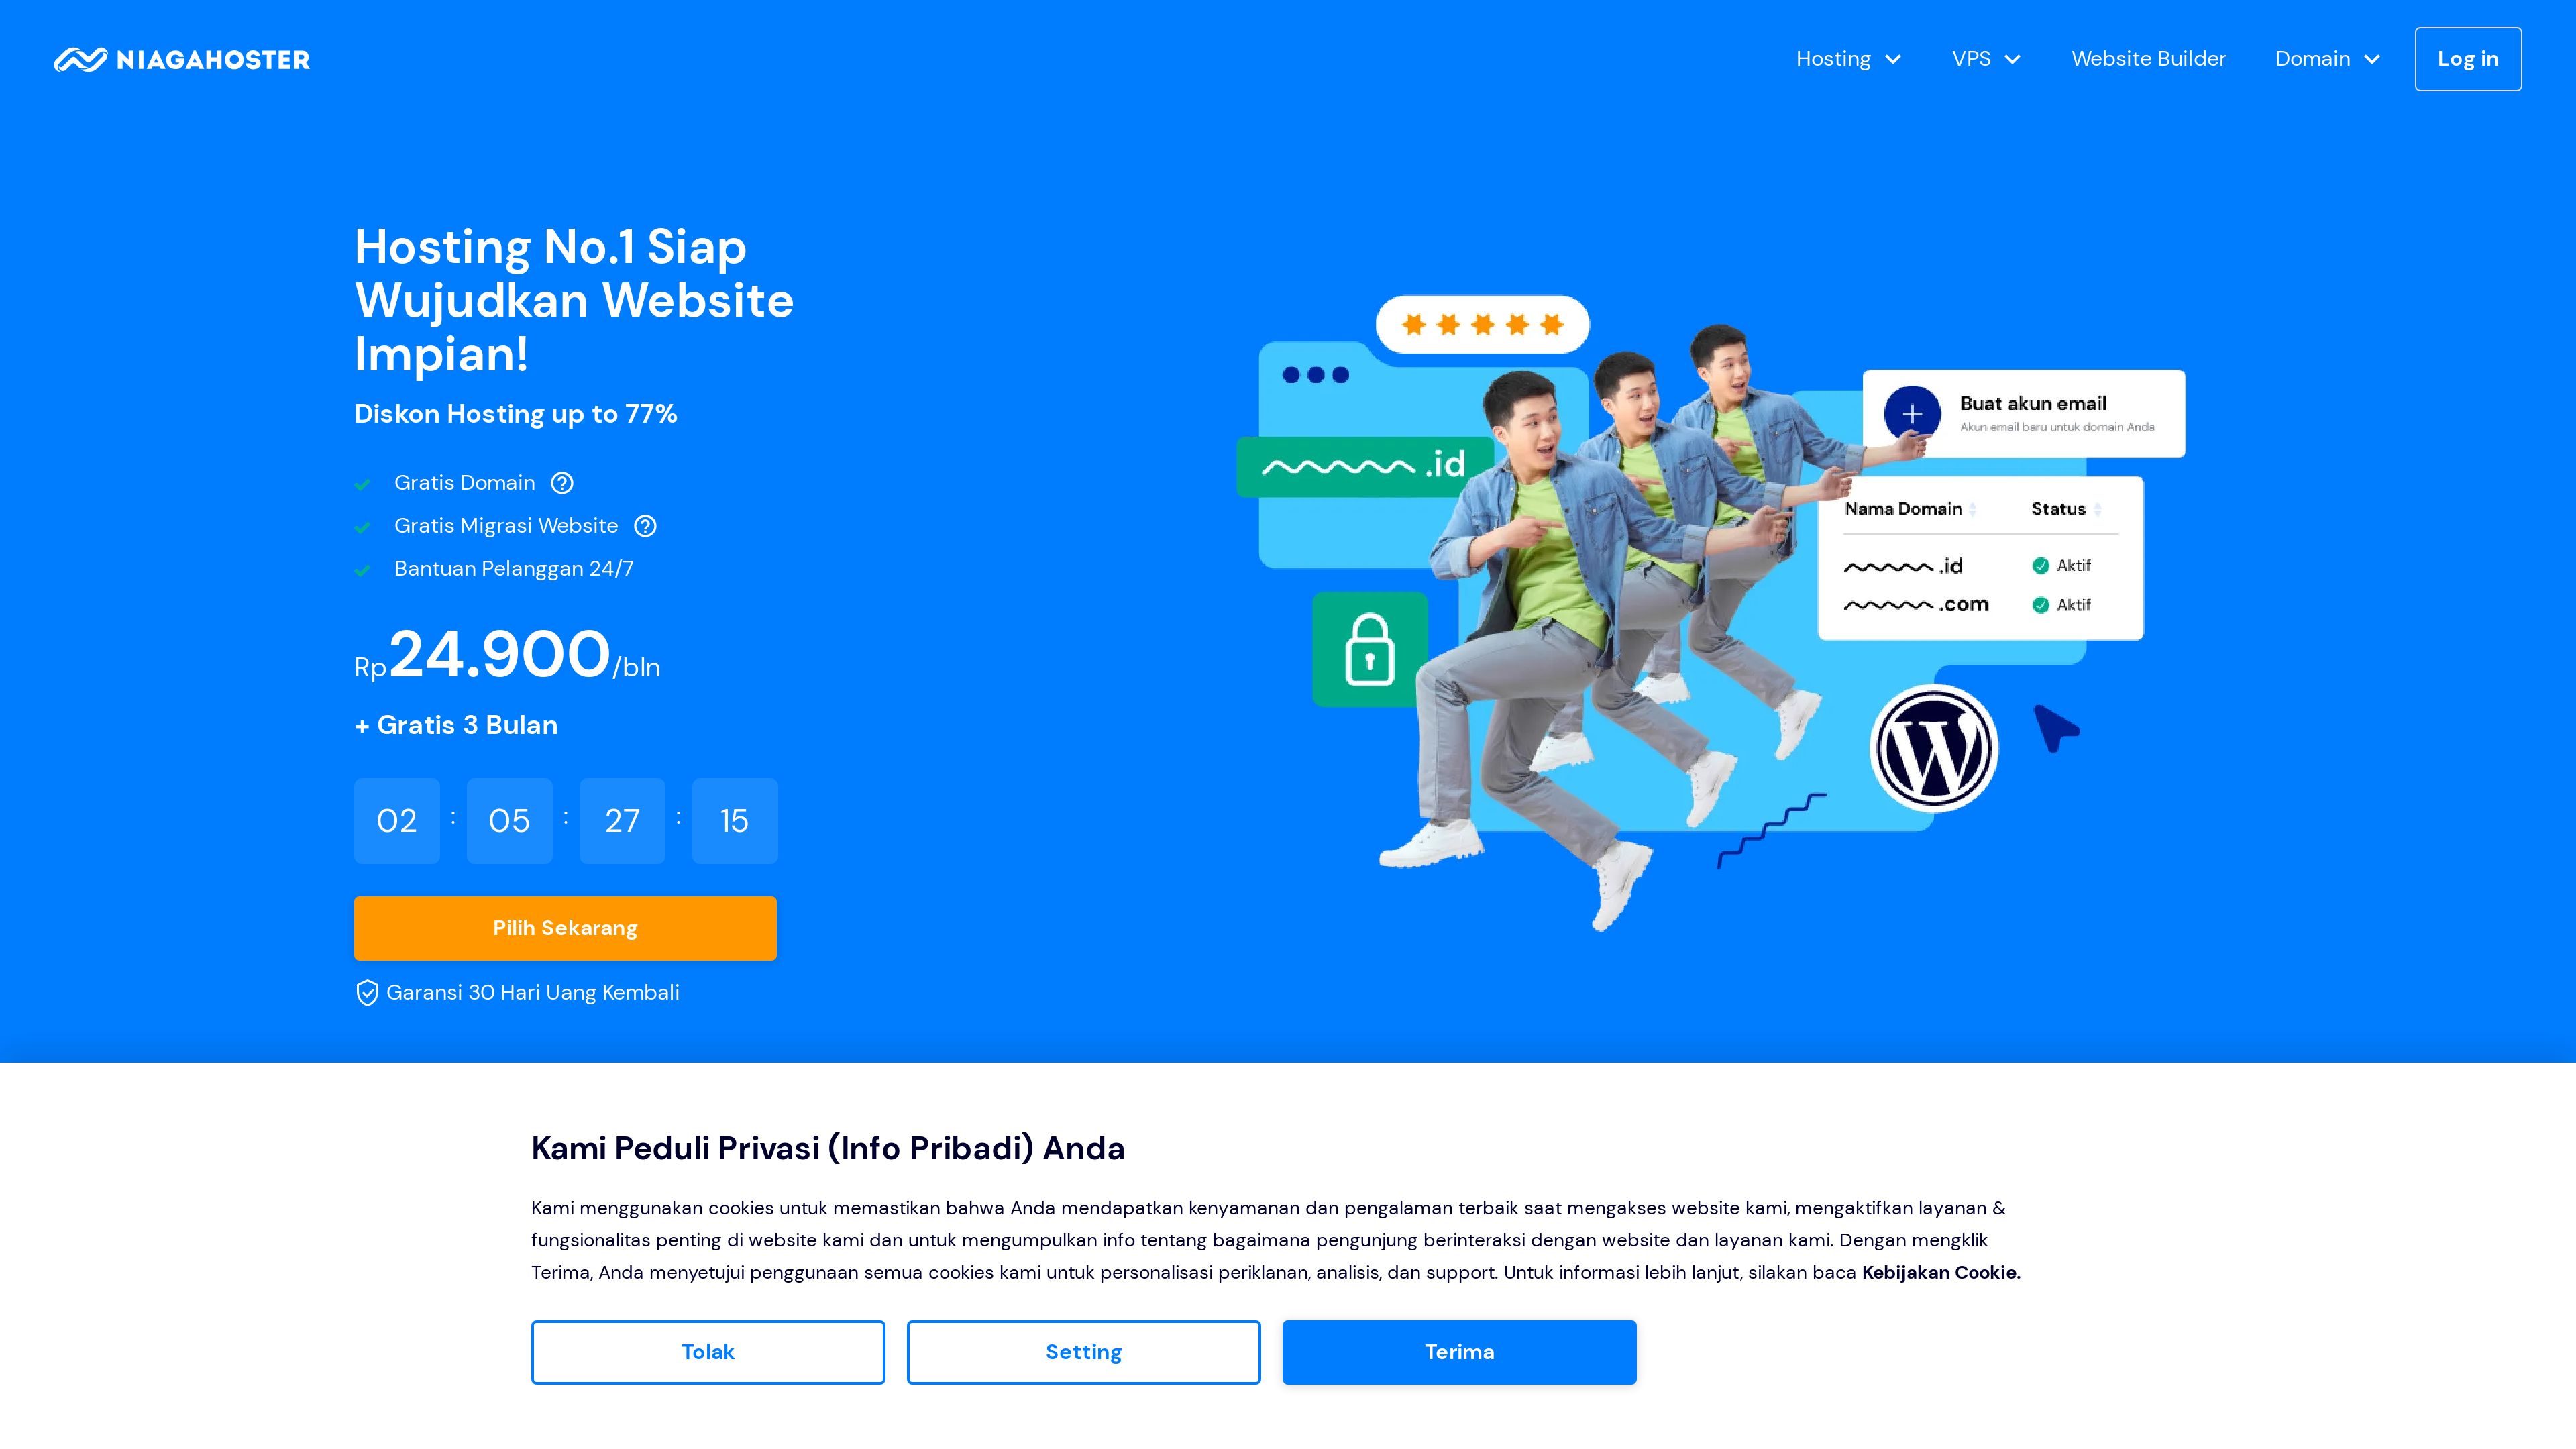 NIAGAHOSTER
Hosting
VPS
Website Builder
Domain
Log in
Hosting No.1 Siap
Wujudkan Website
Impian!
Diskon Hosting up to 77%
Gratis Domain
Gratis Migrasi Website
Bantuan Pelanggan 24/7
Rp24.900/bln
+ Gratis 3 Bulan
02 : 05 : 27 : 15
Pilih Sekarang
Garansi 30 Hari Uang Kembali
.id
Buat akun email
Akun email baru untuk domain Anda
Nama Domain Status
.id Aktif
.com Aktif
Kami Peduli Privasi (Info Pribadi) Anda
Kami menggunakan cookies untuk memastikan bahwa Anda mendapatkan kenyamanan dan pengalaman terbaik saat mengakses website kami, mengaktifkan layanan &
fungsionalitas penting di website kami dan untuk mengumpulkan info tentang bagaimana pengunjung berinteraksi dengan website dan layanan kami. Dengan mengklik
Terima, Anda menyetujui penggunaan semua cookies kami untuk personalisasi periklanan, analisis, dan support. Untuk informasi lebih lanjut, silakan baca Kebijakan Cookie.
Tolak
Setting
Terima